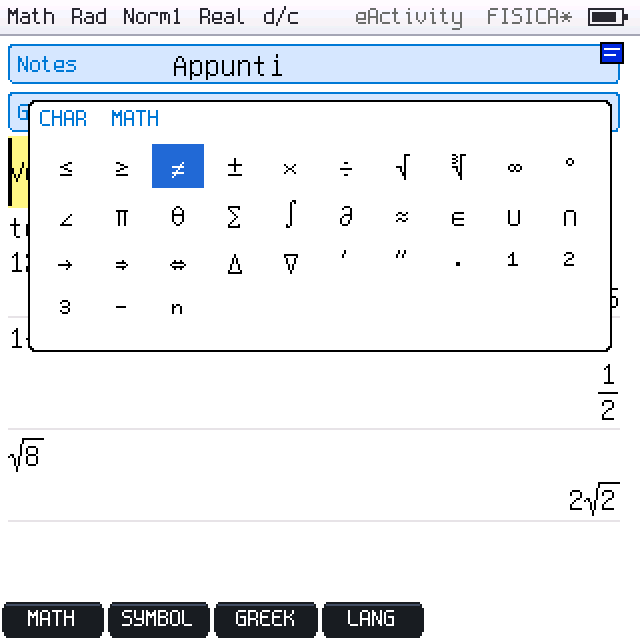 Math Rad Norm1 Real d/c eActivity FISICA*
Notes Appunti
CHAR MATH
≤ ≥ ≠ ± × ÷ √ ∛ ∞ °
∠ π θ Σ ∫ ∂ ≈ ∈ ∪ ∩
→ ⇒ ⇔ Δ ∇ ′ ″ · ¹ ²
³ ⁻ n
1/2
√8
2√2
MATH SYMBOL GREEK LANG